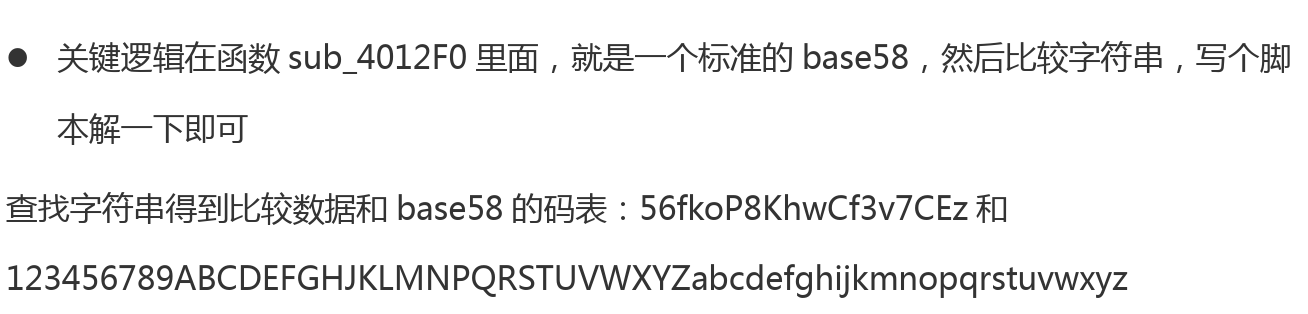 ● 关键逻辑在函数 sub_4012F0 里面，就是一个标准的 base58，然后比较字符串，写个脚
本解一下即可
查找字符串得到比较数据和 base58 的码表：56fkoP8KhwCf3v7CEz 和
123456789ABCDEFGHJKLMNPQRSTUVWXYZabcdefghijkmnopqrstuvwxyz